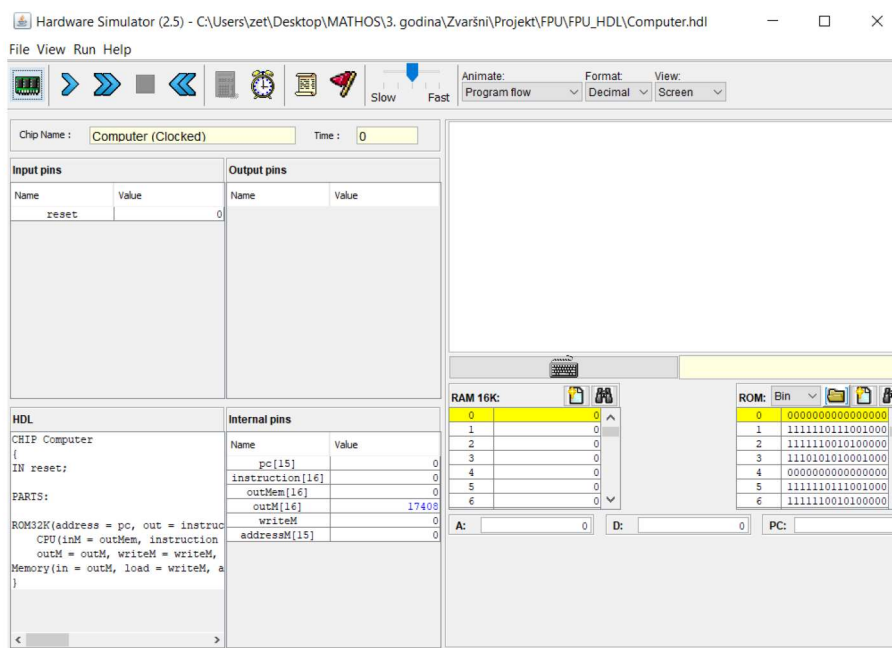 Hardware Simulator (2.5) - C:\Users\zet\Desktop\MATHOS\3. godina\Zvaršni\Projekt\FPU\FPU_HDL\Computer.hdl
File View Run Help
Slow Fast
Animate: Format: View:
Program flow Decimal Screen
Chip Name : Computer (Clocked) Time : 0
Input pins Output pins
Name Value Name Value
reset 0
RAM 16K: ROM: Bin
0 0 0 0000000000000000
1 0 1 1111110111001000
2 0 2 1111110010100000
3 0 3 1110101010001000
4 0 4 0000000000000000
5 0 5 1111110111001000
6 0 6 1111110010100000
A: 0 D: 0 PC:
HDL Internal pins
CHIP Computer
{
IN reset;
PARTS:
ROM32K(address = pc, out = instruc
CPU(inM = outMem, instruction
outM = outM, writeM = writeM,
Memory(in = outM, load = writeM, a
}
Name Value
pc[15] 0
instruction[16] 0
outMem[16] 0
outM[16] 17408
writeM 0
addressM[15] 0